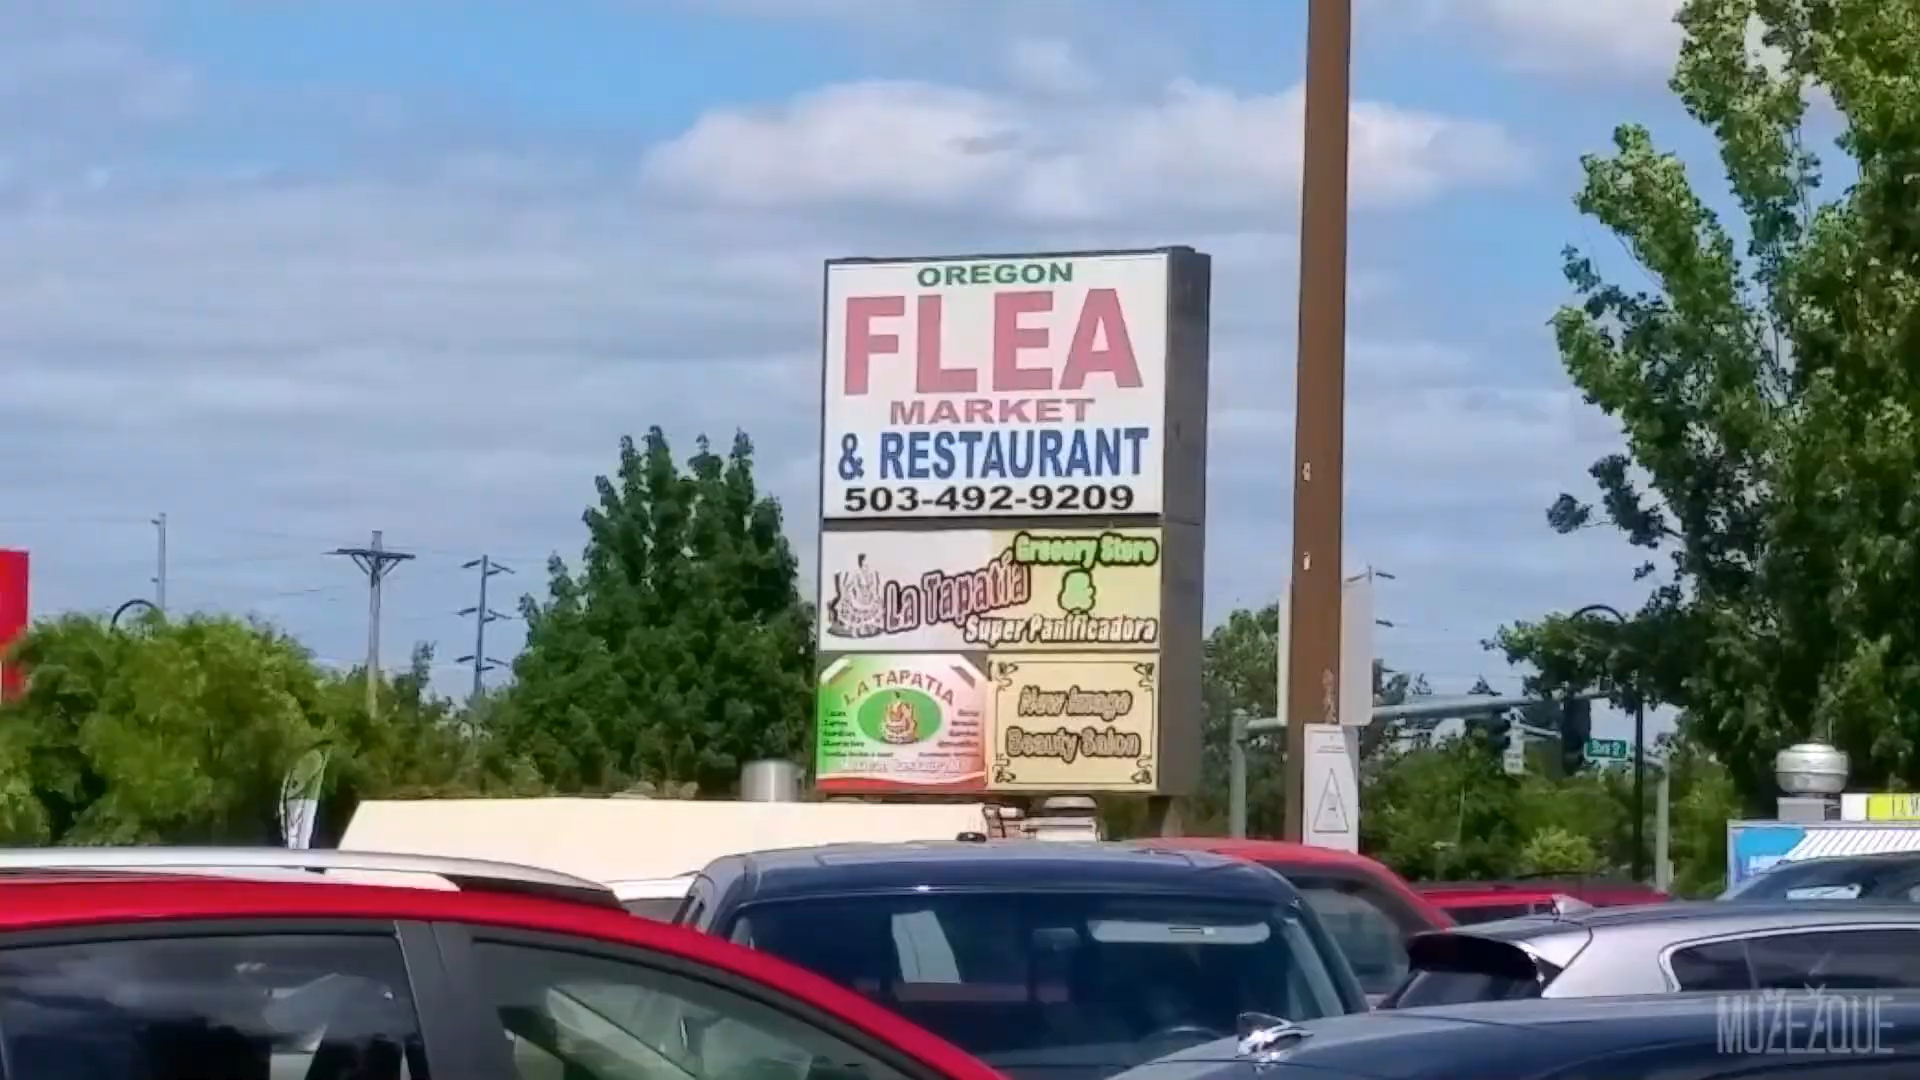 OREGON
FLEA
MARKET
& RESTAURANT
503-492-9209
La Tapatía
Grocery Store
&
Super Panificadora
LA TAPATIA
New Image
Beauty Salon
MUZEZQUE